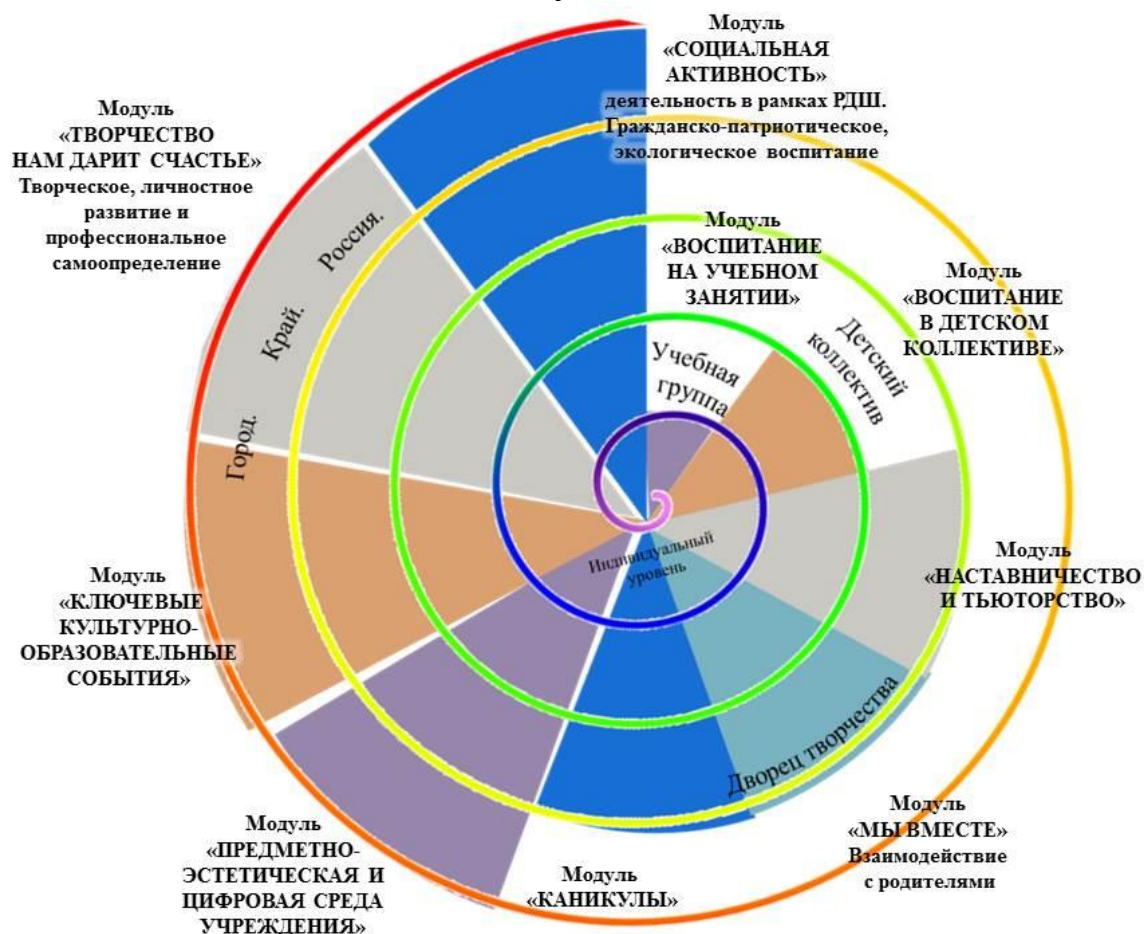 Модуль
«СОЦИАЛЬНАЯ
АКТИВНОСТЬ»
деятельность в рамках РДШ.
Гражданско-патриотическое,
экологическое воспитание
Модуль
«ВОСПИТАНИЕ
НА УЧЕБНОМ
ЗАНЯТИИ»
Модуль
«ВОСПИТАНИЕ
В ДЕТСКОМ
КОЛЛЕКТИВЕ»
Модуль
«НАСТАВНИЧЕСТВО
И ТЬЮТОРСТВО»
Модуль
«МЫ ВМЕСТЕ»
Взаимодействие
с родителями
Модуль
«КАНИКУЛЫ»
Модуль
«ПРЕДМЕТНО-
ЭСТЕТИЧЕСКАЯ И
ЦИФРОВАЯ СРЕДА
УЧРЕЖДЕНИЯ»
Модуль
«КЛЮЧЕВЫЕ
КУЛЬТУРНО-
ОБРАЗОВАТЕЛЬНЫЕ
СОБЫТИЯ»
Модуль
«ТВОРЧЕСТВО
НАМ ДАРИТ СЧАСТЬЕ»
Творческое, личностное
развитие и
профессиональное
самоопределение
Индивидуальный
уровень
Учебная
группа
Детский
коллектив
Дворец творчества
Город.
Край.
Россия.